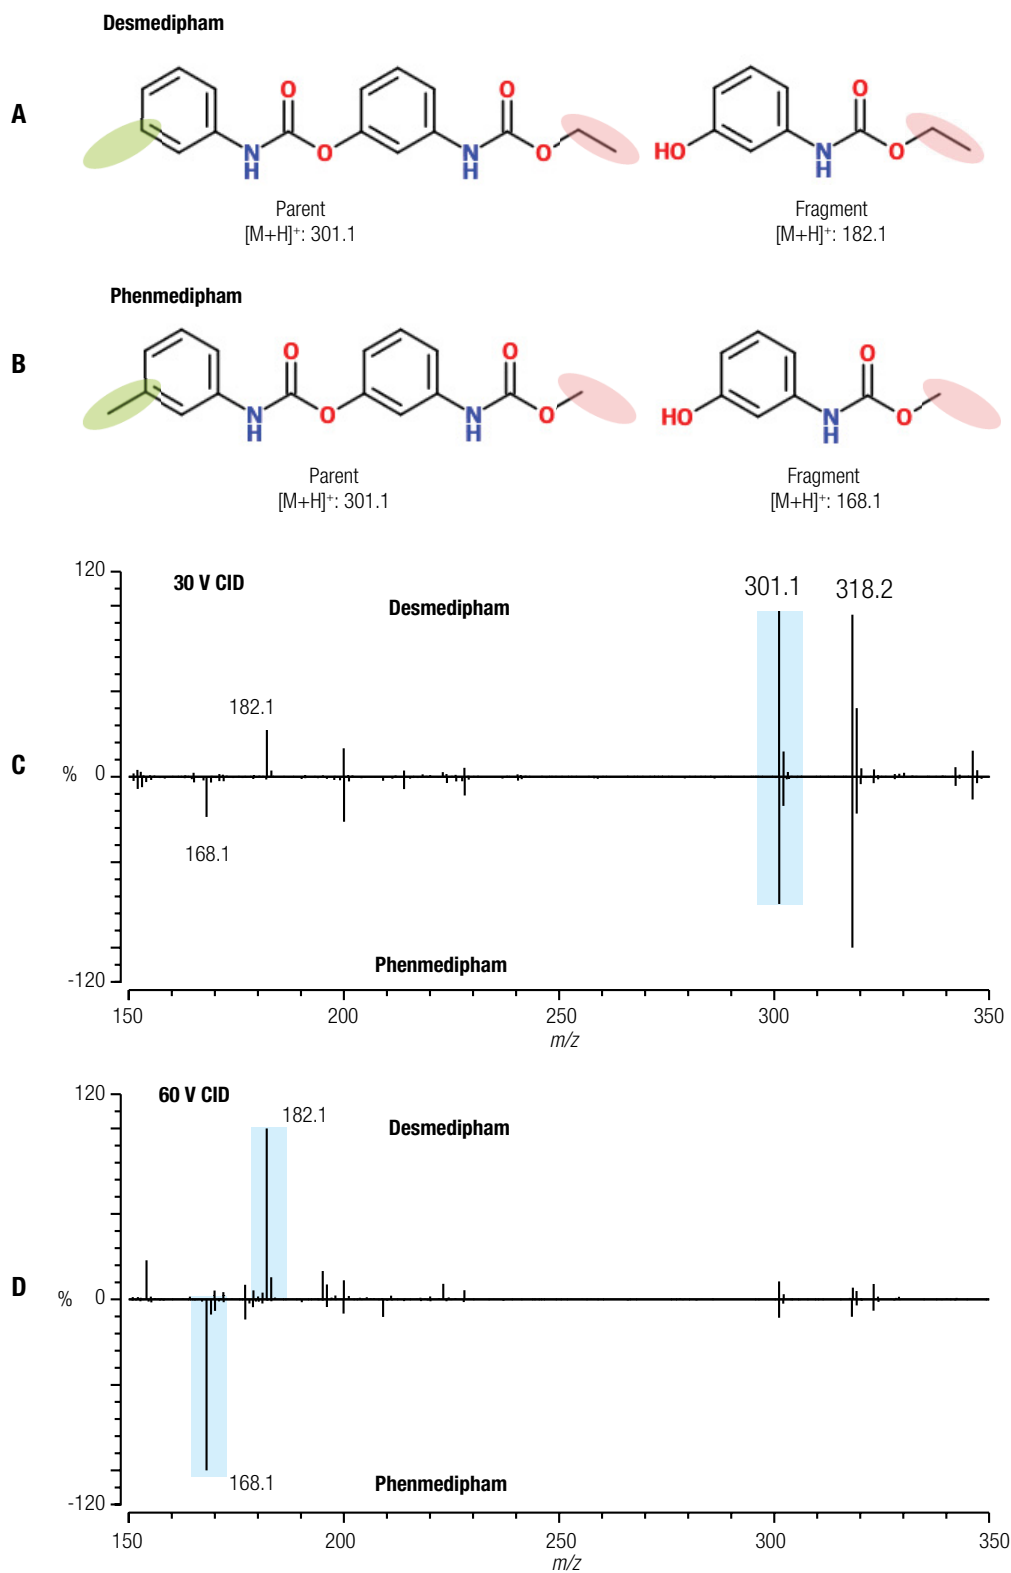 Desmedipham
A
O
O
O
N
H
O
N
H
O
HO
N
H
O
Parent
[M+H]⁺: 301.1
Fragment
[M+H]⁺: 182.1
Phenmedipham
B
O
O
O
N
H
O
N
H
O
HO
N
H
O
Parent
[M+H]⁺: 301.1
Fragment
[M+H]⁺: 168.1
C
120
30 V CID
Desmedipham
301.1
318.2
182.1
% 0
168.1
Phenmedipham
-120
150 200 250 300 350
m/z
D
120
60 V CID
182.1
Desmedipham
% 0
168.1
Phenmedipham
-120
150 200 250 300 350
m/z